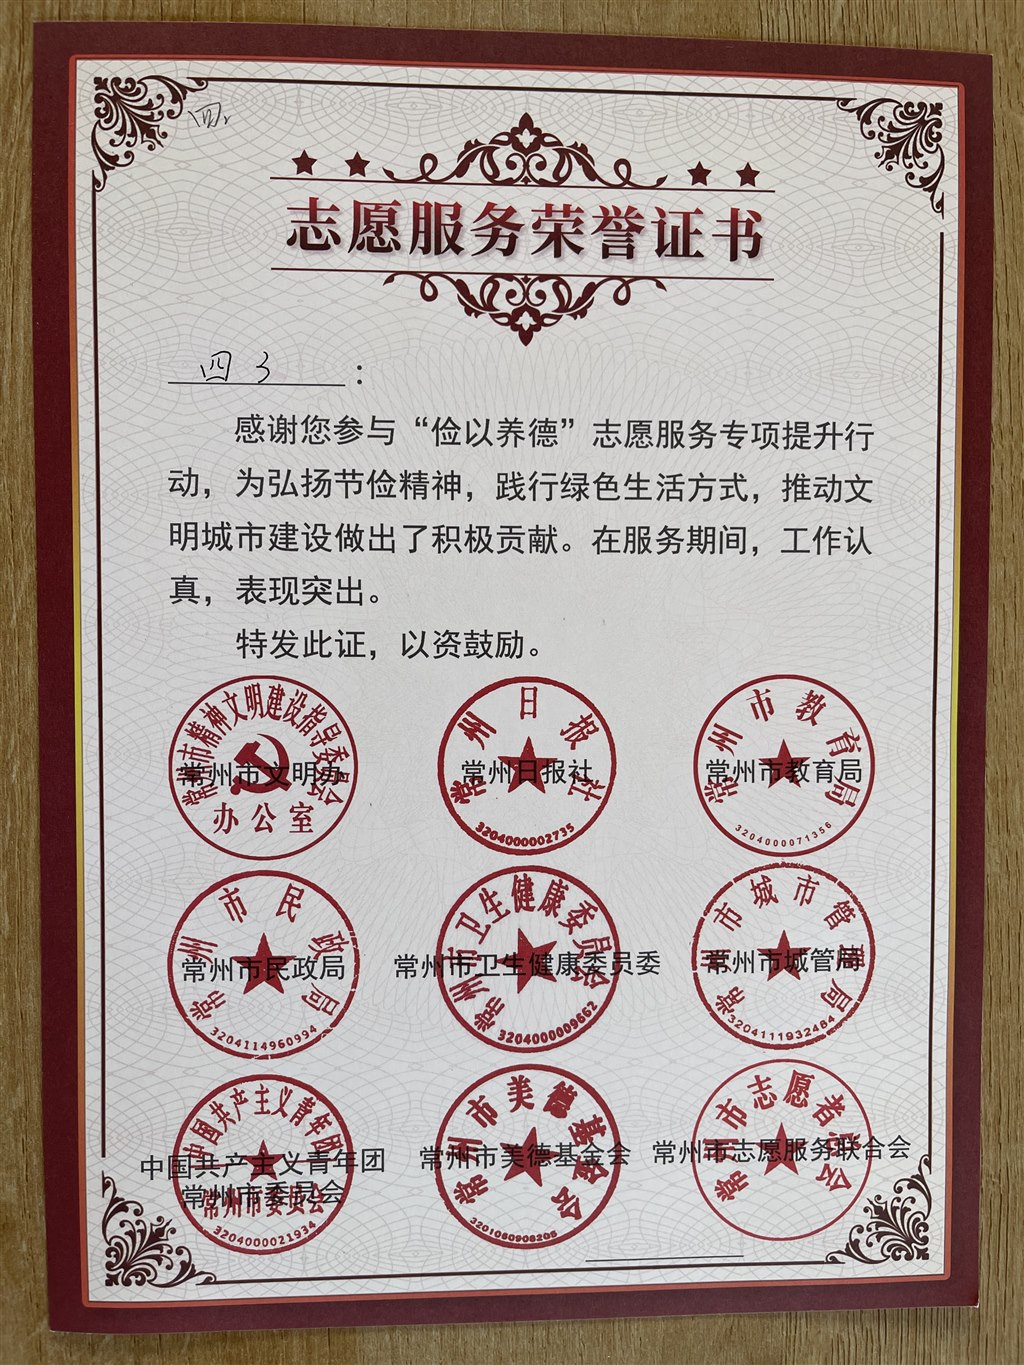 四
志愿服务荣誉证书
四3：
感谢您参与“俭以养德”志愿服务专项提升行
动，为弘扬节俭精神，践行绿色生活方式，推动文
明城市建设做出了积极贡献。在服务期间，工作认
真，表现突出。
特发此证，以资鼓励。
常州市精神文明建设指导委员会
办公室
常州市文明办
常州日报社
常州日报社
3204000002735
常州市教育局
常州市教育局
3204000071356
常州市民政局
常州市民政局
3204114960994
常州市卫生健康委员会
常州市卫生健康委员委
3204000009662
常州市城市管理局
常州市城管局
3204111932484
中国共产主义青年团
常州市委员会
中国共产主义青年团
常州市委员会
3204000021934
常州市美德基金会
常州市美德基金会
3201080908206
常州市志愿者总会
常州市志愿服务联合会